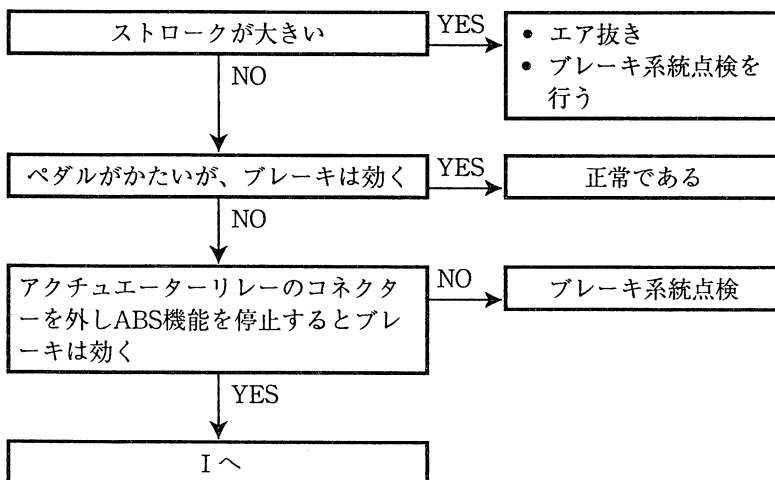 ストロークが大きい
YES
• エア抜き
• ブレーキ系統点検を
行う
NO
ペダルがかたいが、ブレーキは効く
YES
正常である
NO
アクチュエーターリレーのコネクタ
ーを外しABS機能を停止するとブレ
ーキは効く
NO
ブレーキ系統点検
YES
Iへ